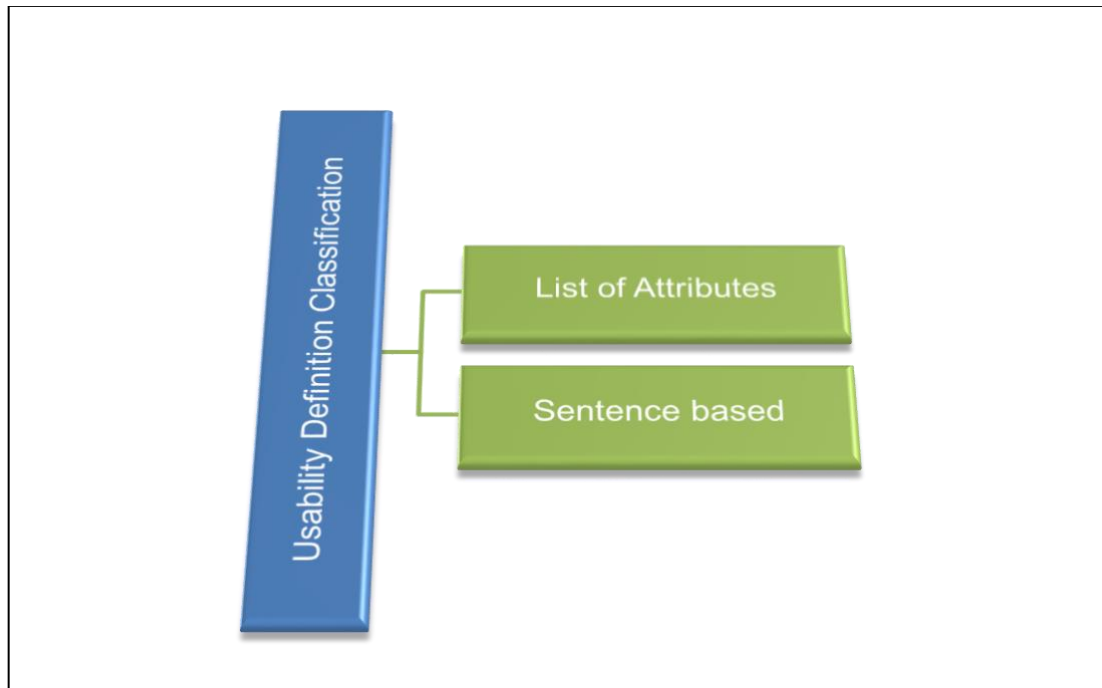 Usability Definition Classification
List of Attributes
Sentence based